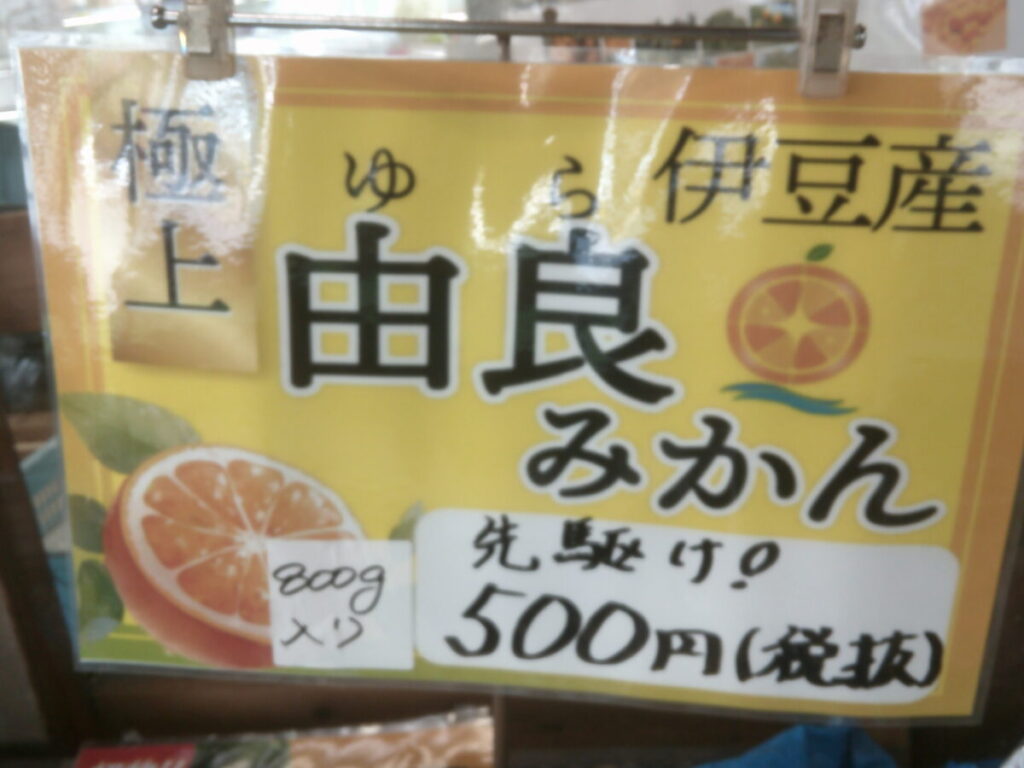 極上
ゆら
伊豆産
由良
みかん
先駆け!
500円(税抜)
800g
入り